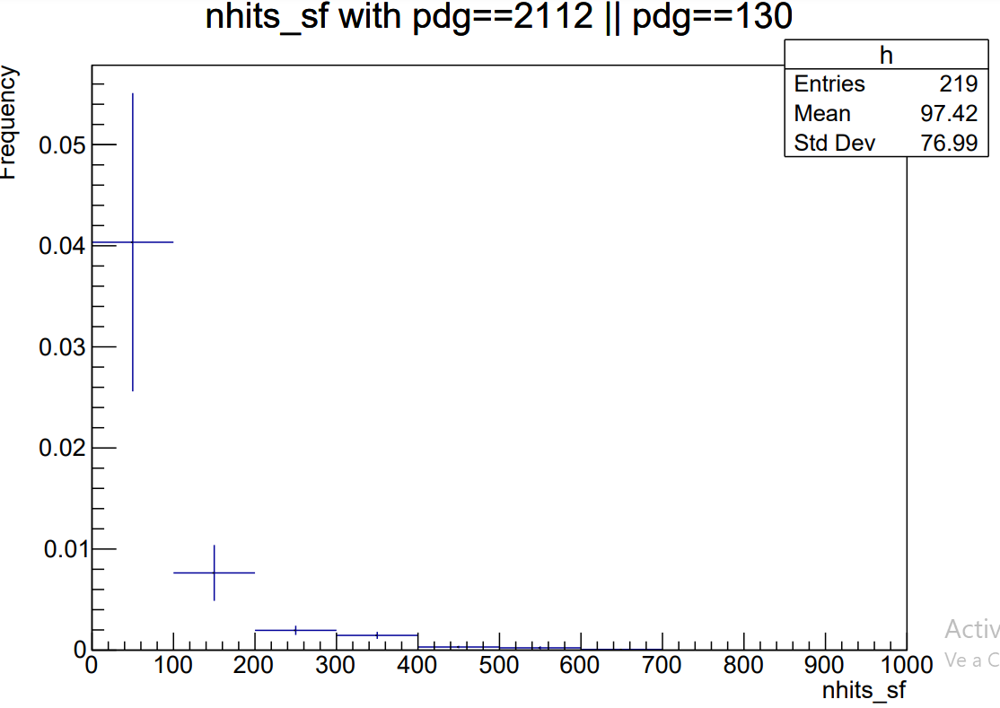 nhits_sf with pdg==2112 || pdg==130
h
Entries 219
Mean 97.42
Std Dev 76.99
Frequency
0.05
0.04
0.03
0.02
0.01
0
0 100 200 300 400 500 600 700 800 900 1000
nhits_sf
Activ
Ve a C